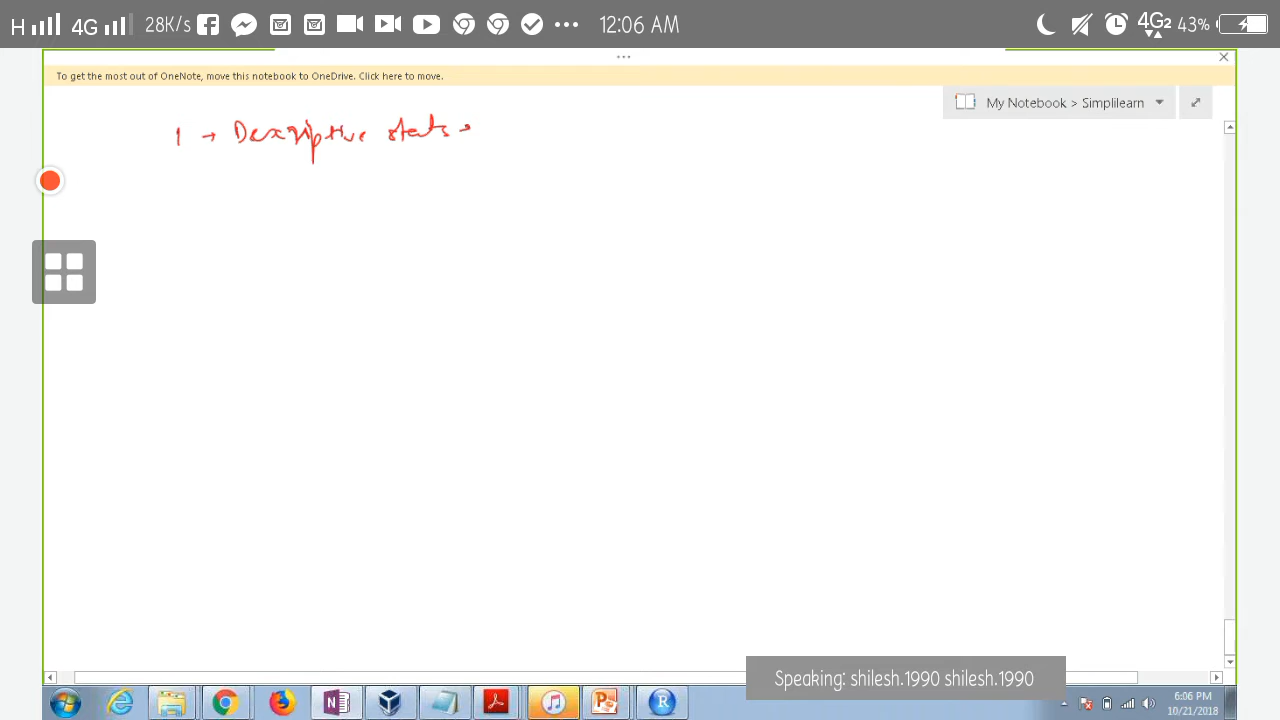 H 4G 28K/s 12:06 AM 4G2 43%
To get the most out of OneNote, move this notebook to OneDrive. Click here to move.
My Notebook > Simplilearn
1 → Descriptive stats
Speaking: shilesh.1990 shilesh.1990
6:06 PM
10/21/2018